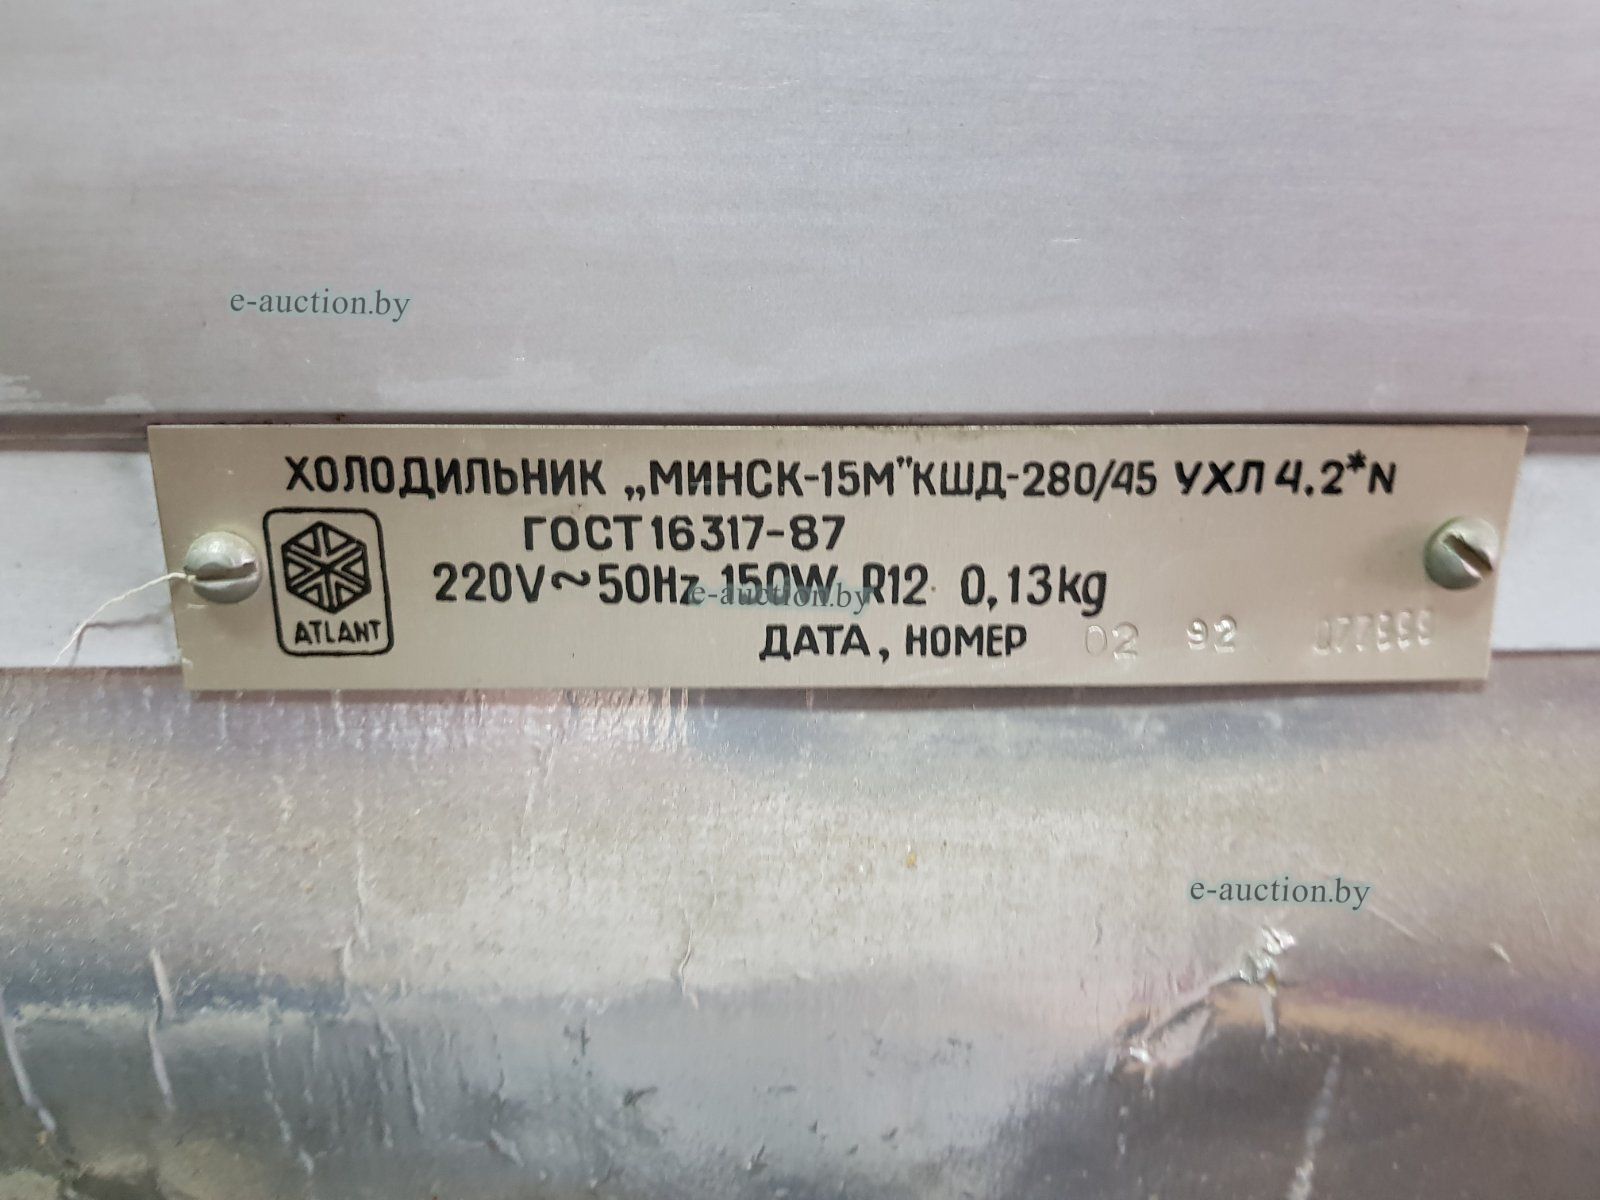 e-auction.by
ХОЛОДИЛЬНИК „МИНСК-15М" КШД-280/45 УХЛ 4.2*N
ГОСТ 16317-87
220V~50Hz 150W R12 0,13kg
e-auction.by
ATLANT
ДАТА, НОМЕР 02 92
e-auction.by